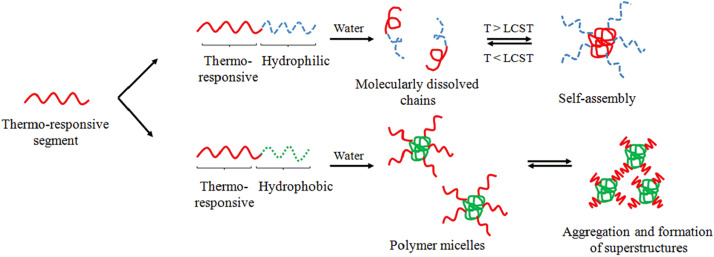 Thermo-responsive
segment
Thermo-
responsive
Hydrophilic
Water
Molecularly dissolved
chains
T > LCST
T < LCST
Self-assembly
Thermo-
responsive
Hydrophobic
Water
Polymer micelles
Aggregation and formation
of superstructures